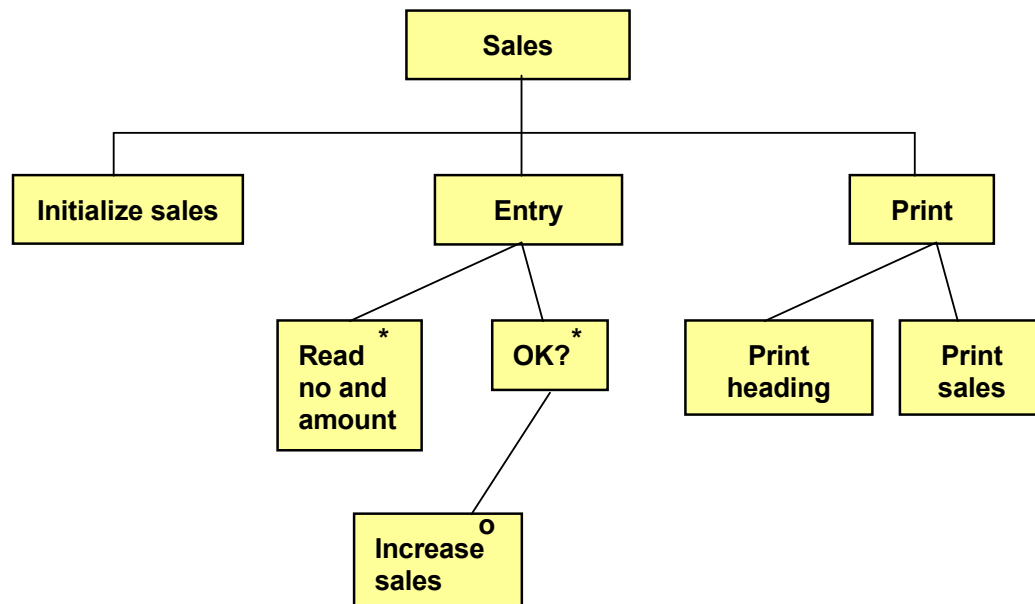 Sales
Initialize sales
Entry
Print
Read *
no and
amount
OK? *
Print
heading
Print
sales
Increase o
sales